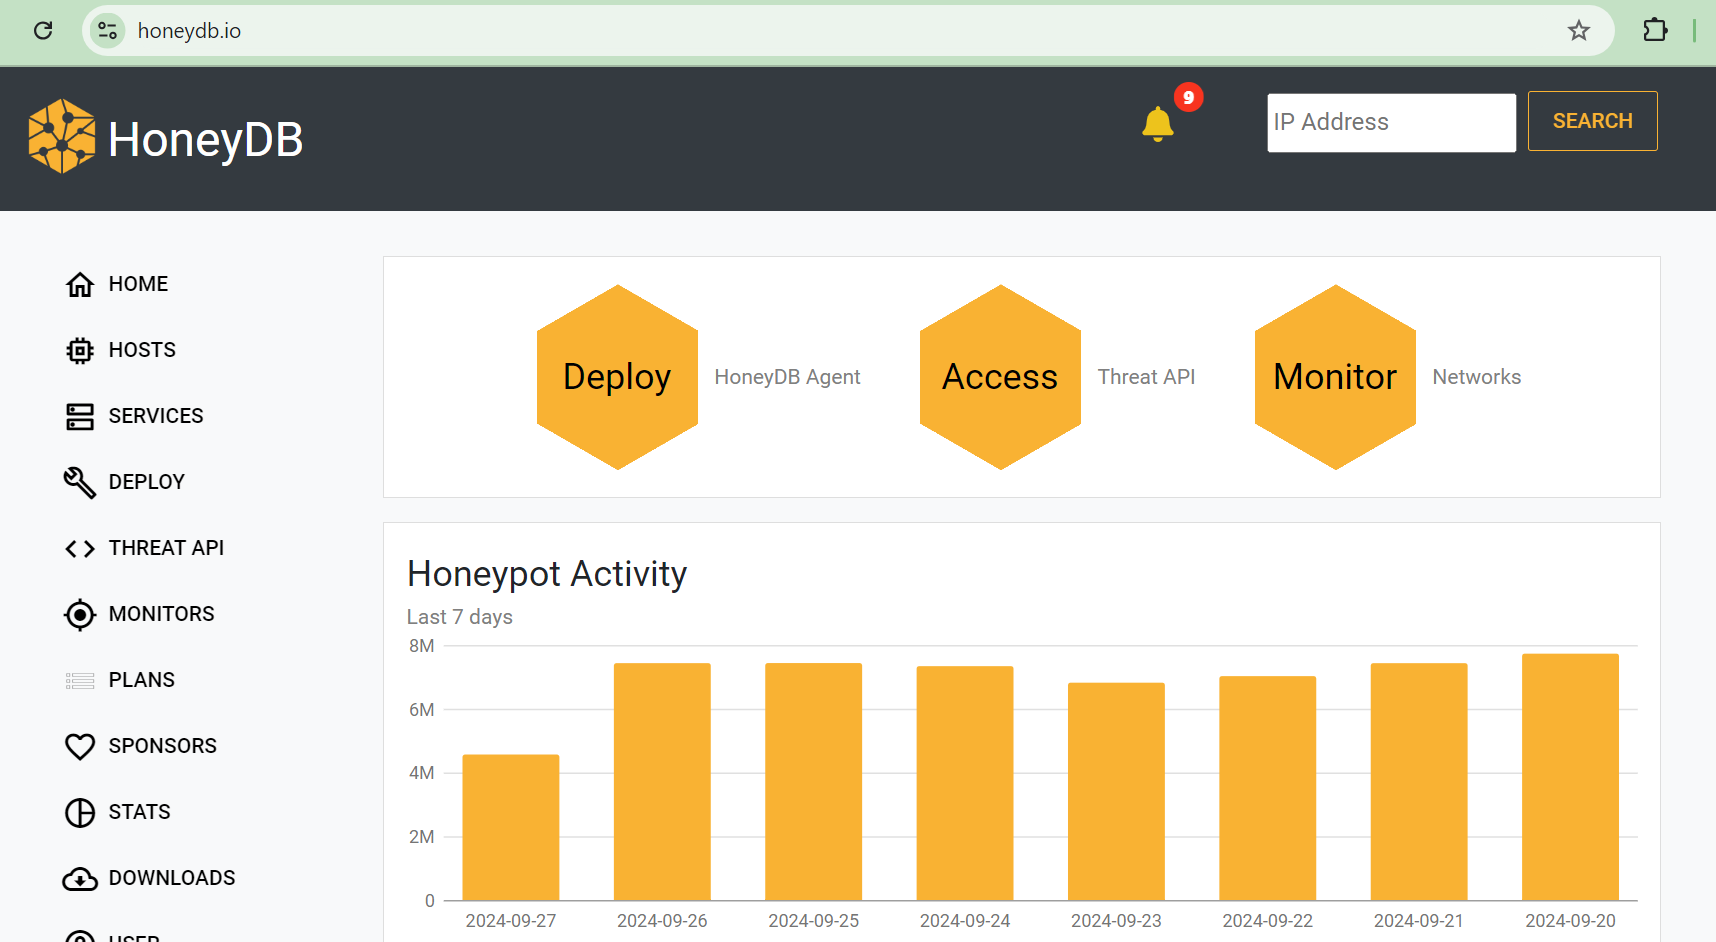 honeydb.io
HoneyDB
9
IP Address
SEARCH
HOME
HOSTS
SERVICES
DEPLOY
THREAT API
MONITORS
PLANS
SPONSORS
STATS
DOWNLOADS
USER
Deploy HoneyDB Agent
Access Threat API
Monitor Networks
Honeypot Activity
Last 7 days
8M
6M
4M
2M
0
2024-09-27 2024-09-26 2024-09-25 2024-09-24 2024-09-23 2024-09-22 2024-09-21 2024-09-20